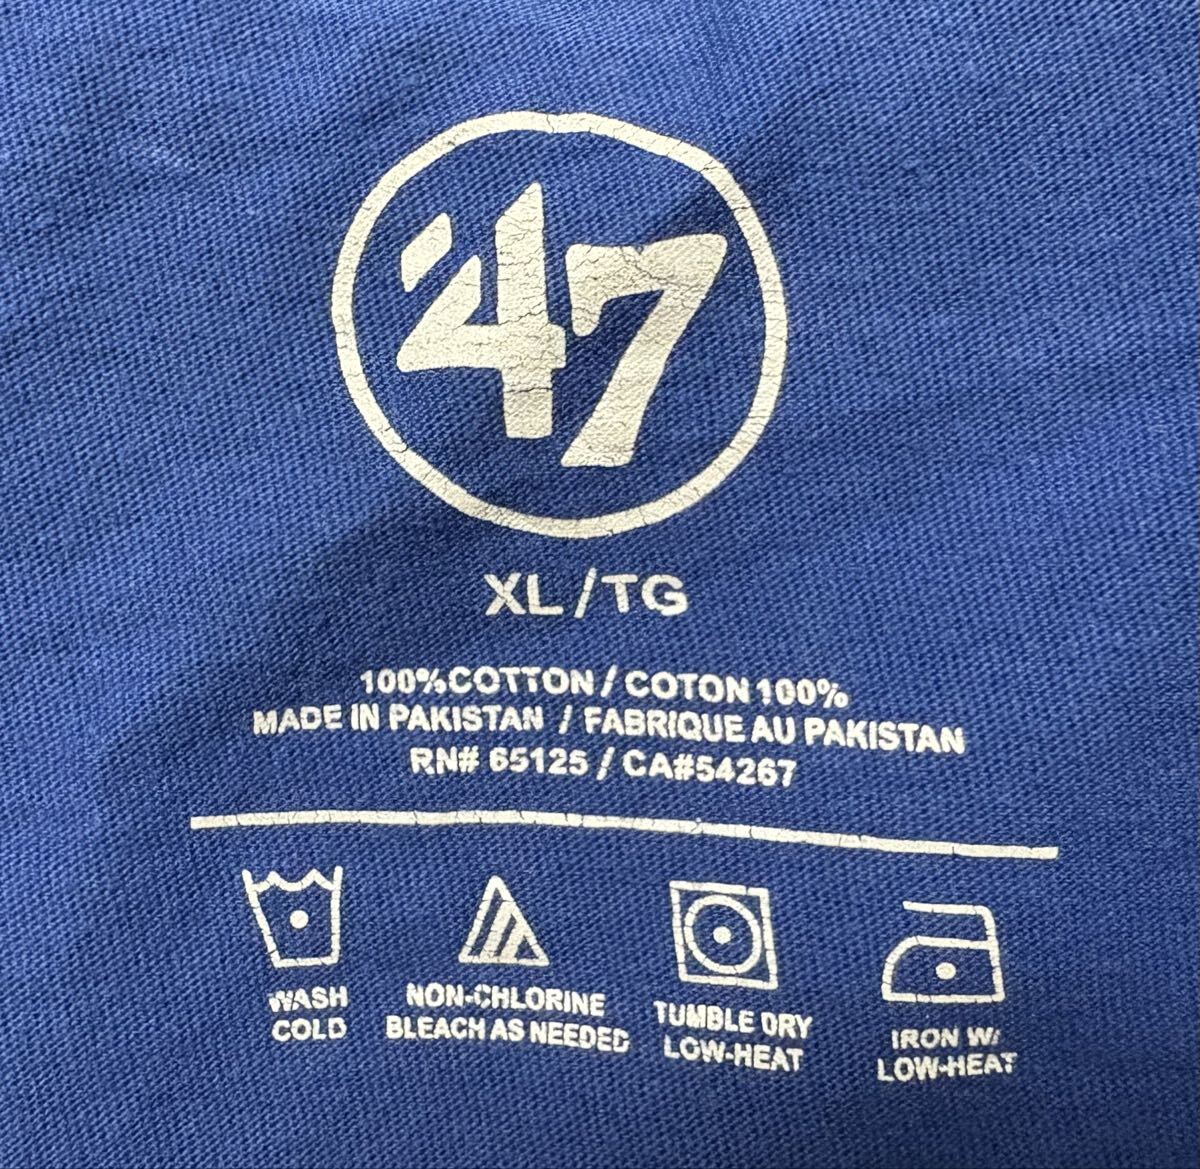 '47
XL/TG
100%COTTON / COTON 100%
MADE IN PAKISTAN / FABRIQUE AU PAKISTAN
RN# 65125 / CA#54267
WASH
COLD
NON-CHLORINE
BLEACH AS NEEDED
TUMBLE DRY
LOW-HEAT
IRON W/
LOW-HEAT